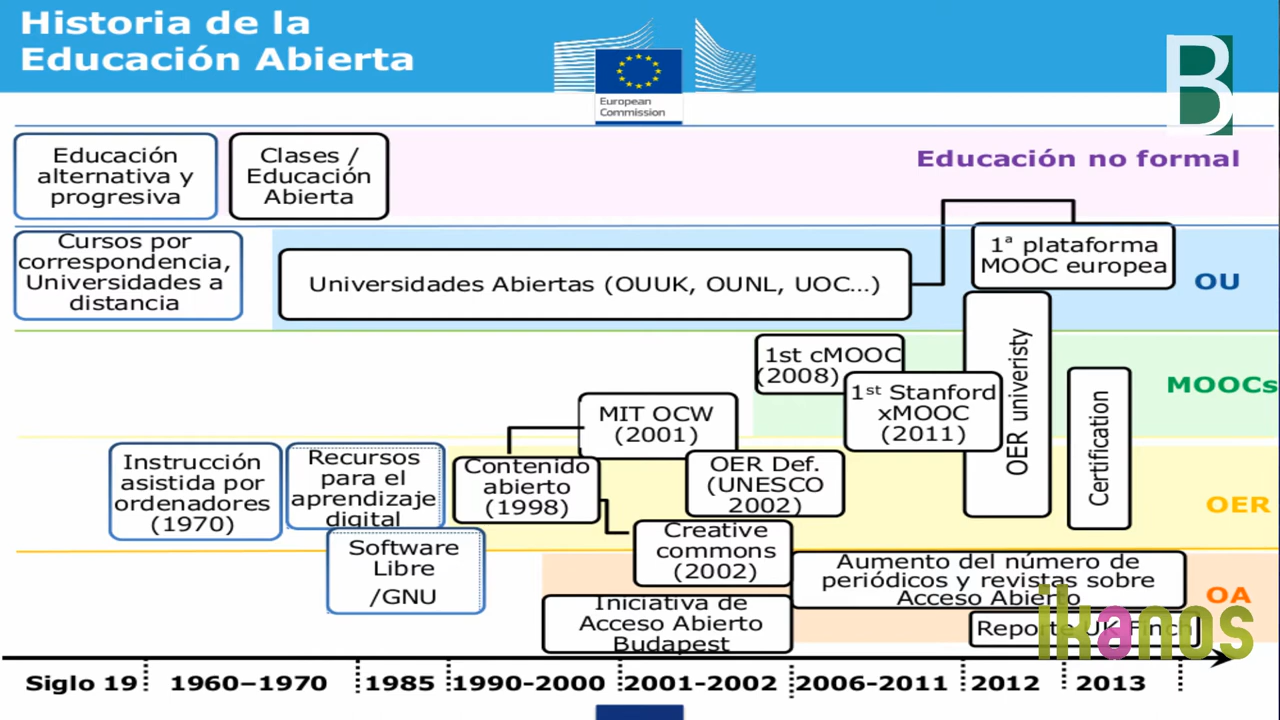 Historia de la
Educación Abierta
European
Commission
B
Educación
alternativa y
progresiva
Clases /
Educación
Abierta
Educación no formal
Cursos por
correspondencia,
Universidades a
distancia
Universidades Abiertas (OUUK, OUNL, UOC...)
1ª plataforma
MOOC europea
OU
1st cMOOC
(2008)
1st Stanford
xMOOC
(2011)
OER univeristy
Certification
MOOCs
MIT OCW
(2001)
Instrucción
asistida por
ordenadores
(1970)
Recursos
para el
aprendizaje
digital
Contenido
abierto
(1998)
OER Def.
(UNESCO
2002)
OER
Software
Libre
/GNU
Creative
commons
(2002)
Aumento del número de
periódicos y revistas sobre
Acceso Abierto
OA
Iniciativa de
Acceso Abierto
Budapest
Reporte UK Finch
ikanos
Siglo 19
1960–1970
1985
1990-2000
2001-2002
2006-2011
2012
2013